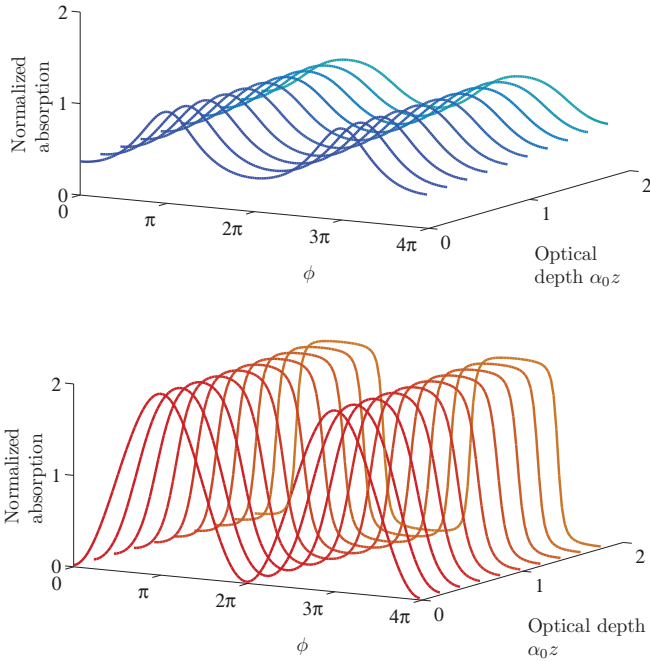 2
Normalized
absorption
1
0
0
π
2π
3π
4π
ϕ
0
1
2
Optical
depth α₀z
2
Normalized
absorption
1
0
0
π
2π
3π
4π
ϕ
0
1
2
Optical depth
α₀z